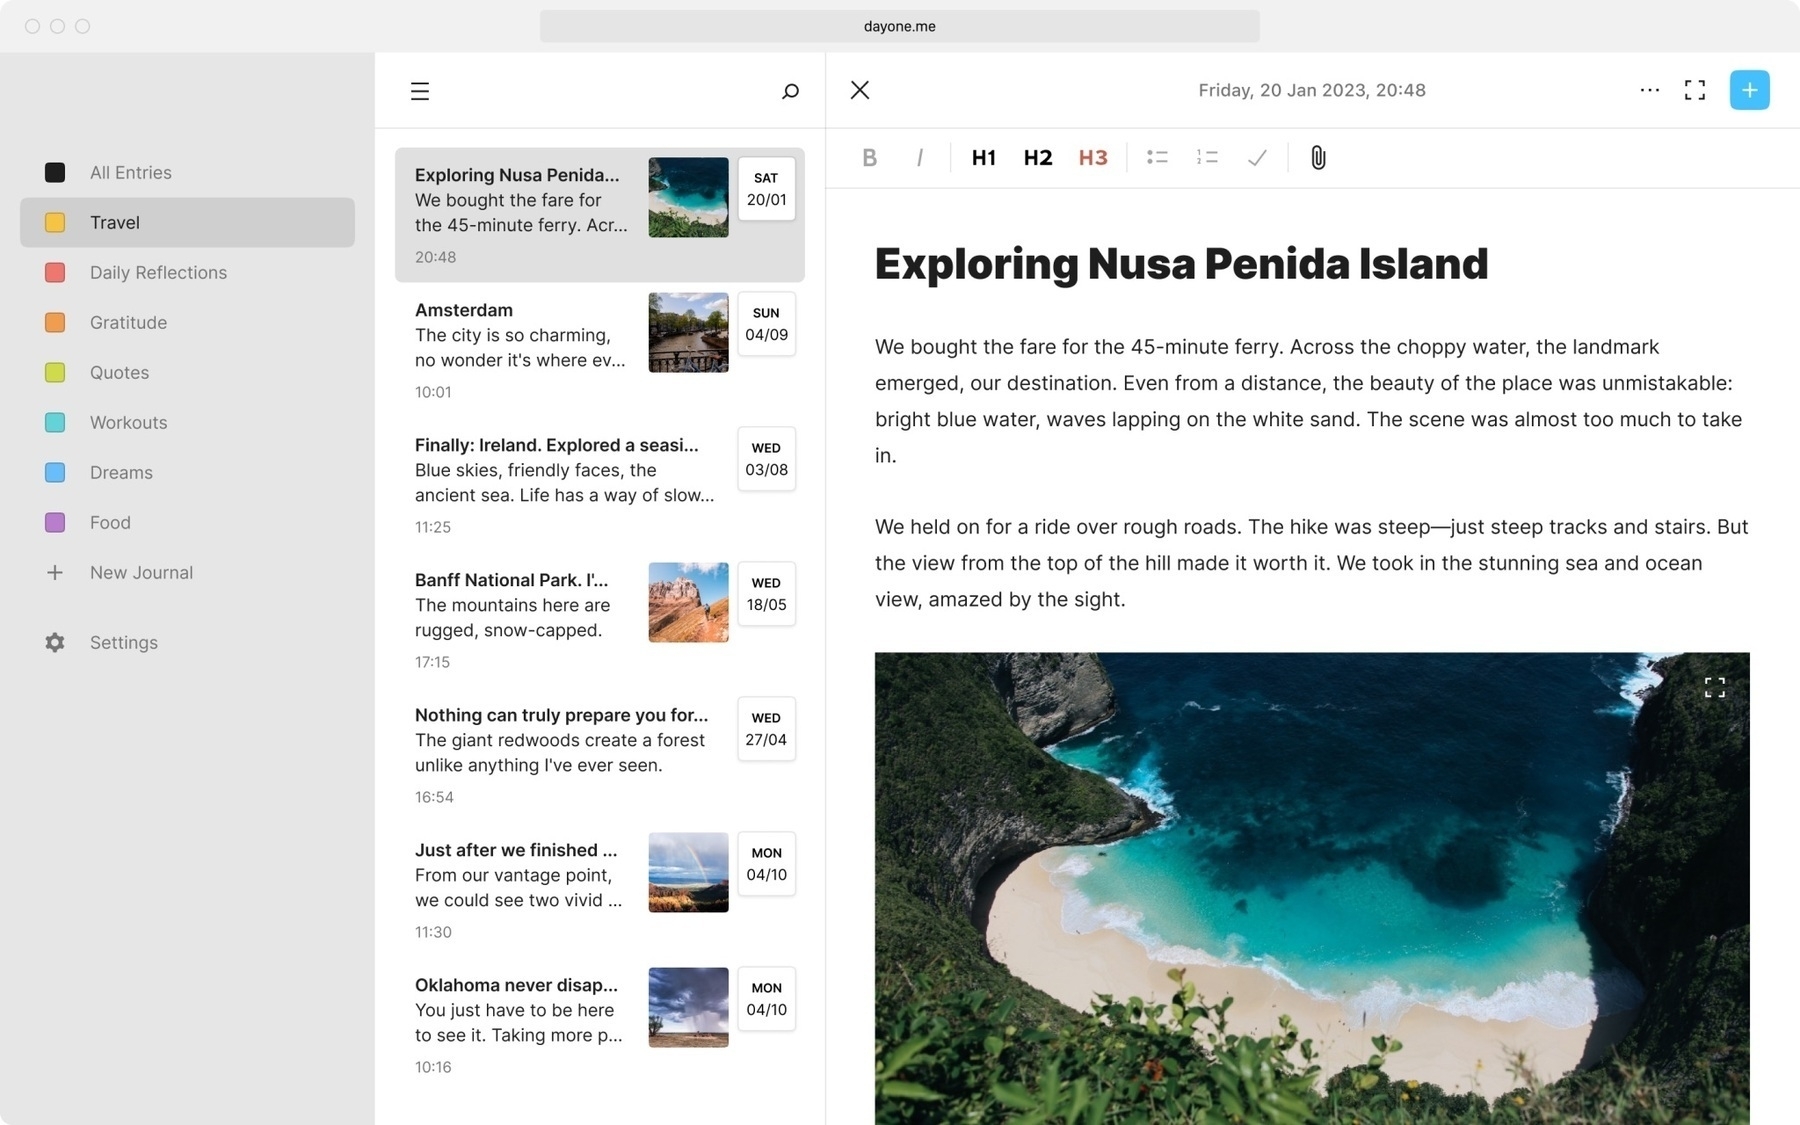 dayone.me
All Entries
Travel
Daily Reflections
Gratitude
Quotes
Workouts
Dreams
Food
New Journal
Settings
Exploring Nusa Penida...
We bought the fare for
the 45-minute ferry. Acr...
20:48
SAT
20/01
Amsterdam
The city is so charming,
no wonder it's where ev...
10:01
SUN
04/09
Finally: Ireland. Explored a seasi...
Blue skies, friendly faces, the
ancient sea. Life has a way of slow...
11:25
WED
03/08
Banff National Park. I'...
The mountains here are
rugged, snow-capped.
17:15
WED
18/05
Nothing can truly prepare you for...
The giant redwoods create a forest
unlike anything I've ever seen.
16:54
WED
27/04
Just after we finished ...
From our vantage point,
we could see two vivid ...
11:30
MON
04/10
Oklahoma never disap...
You just have to be here
to see it. Taking more p...
10:16
MON
04/10
Friday, 20 Jan 2023, 20:48
B I H1 H2 H3
Exploring Nusa Penida Island
We bought the fare for the 45-minute ferry. Across the choppy water, the landmark
emerged, our destination. Even from a distance, the beauty of the place was unmistakable:
bright blue water, waves lapping on the white sand. The scene was almost too much to take
in.
We held on for a ride over rough roads. The hike was steep—just steep tracks and stairs. But
the view from the top of the hill made it worth it. We took in the stunning sea and ocean
view, amazed by the sight.